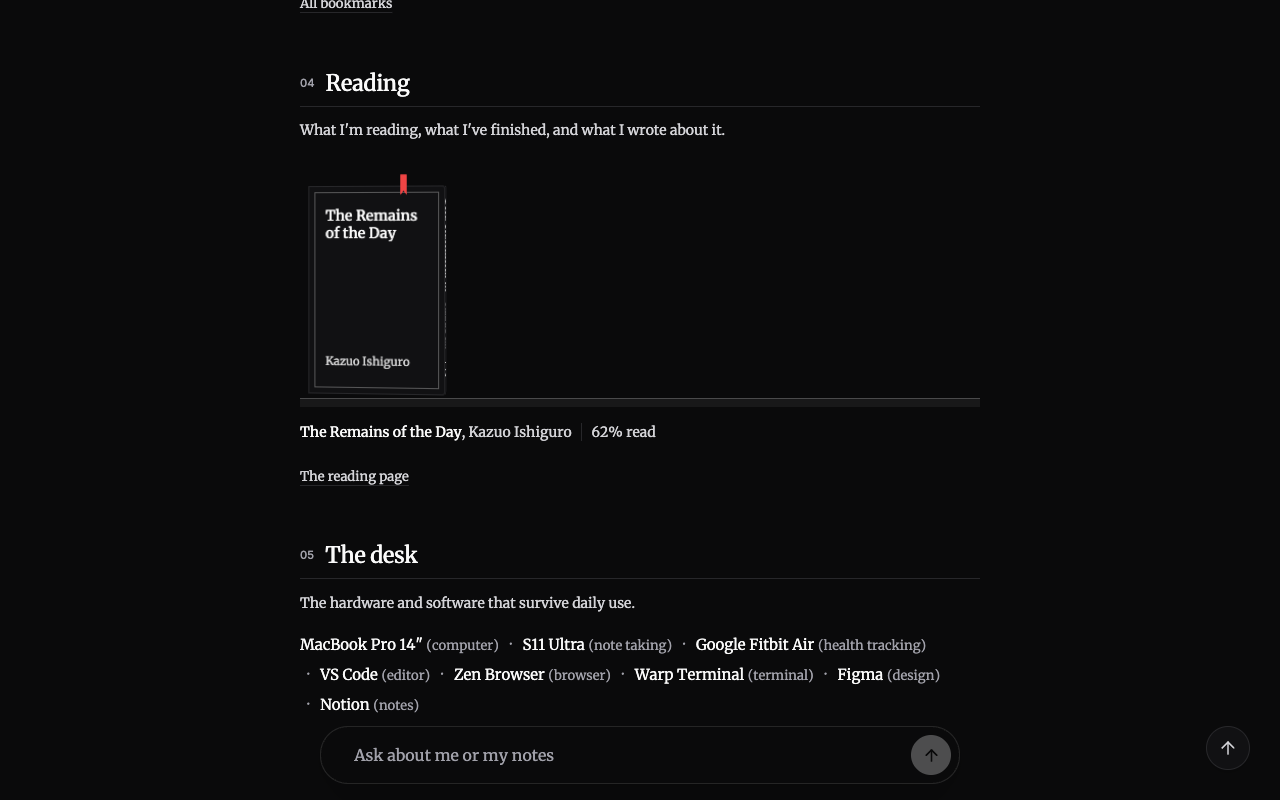 All bookmarks
04 Reading
What I'm reading, what I've finished, and what I wrote about it.
The Remains
of the Day
Kazuo Ishiguro
The Remains of the Day, Kazuo Ishiguro | 62% read
The reading page
05 The desk
The hardware and software that survive daily use.
MacBook Pro 14″ (computer) · S11 Ultra (note taking) · Google Fitbit Air (health tracking)
· VS Code (editor) · Zen Browser (browser) · Warp Terminal (terminal) · Figma (design)
· Notion (notes)
Ask about me or my notes